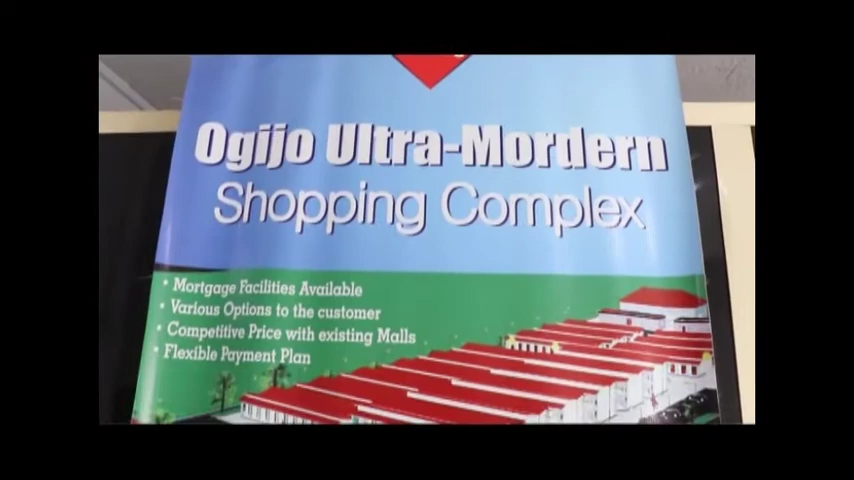 Ogijo Ultra-Mordern
Shopping Complex
• Mortgage Facilities Available
• Various Options to the customer
• Competitive Price with existing Malls
• Flexible Payment Plan